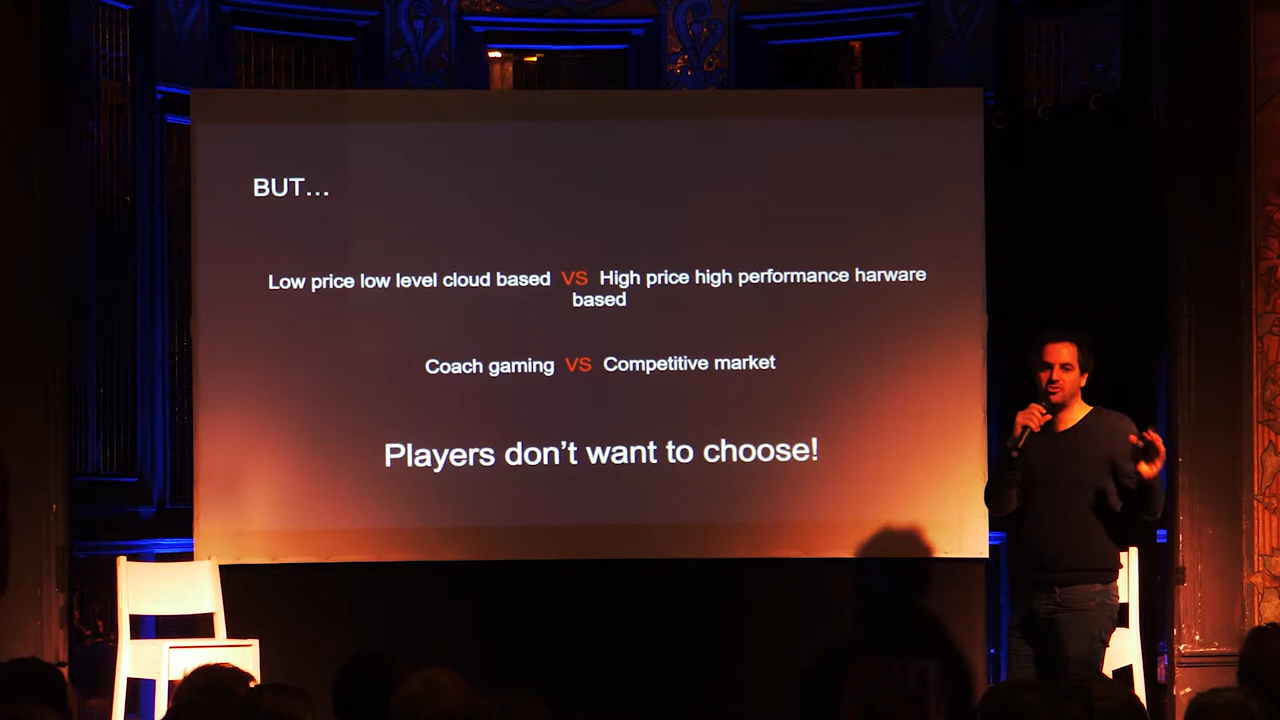 BUT…
Low price low level cloud based VS High price high performance harware
based
Coach gaming VS Competitive market
Players don't want to choose!